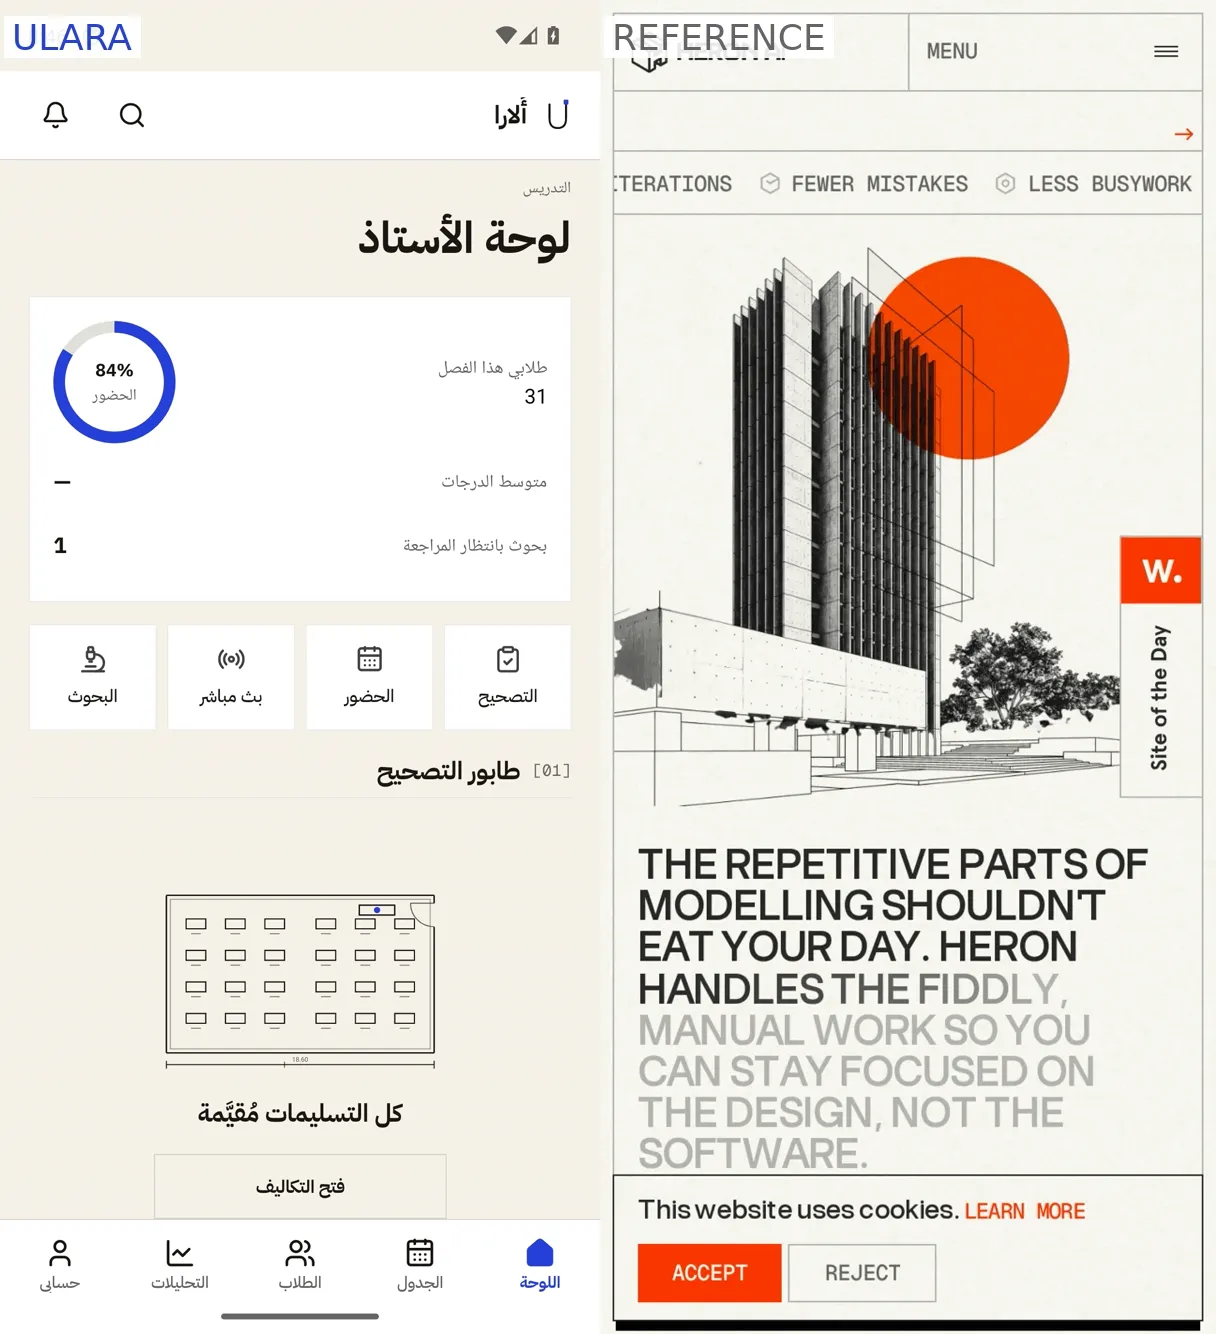 ULARA
ألارا
التدريس
لوحة الأستاذ
84%
الحضور
طلابي هذا الفصل
31
متوسط الدرجات
–
بحوث بانتظار المراجعة
1
التصحيح
الحضور
بث مباشر
البحوث
[01] طابور التصحيح
18.60
كل التسليمات مُقيَّمة
فتح التكاليف
اللوحة
الجدول
الطلاب
التحليلات
حسابي
REFERENCE
MENU
→
TERATIONS FEWER MISTAKES LESS BUSYWORK
W.
Site of the Day
THE REPETITIVE PARTS OF
MODELLING SHOULDN'T
EAT YOUR DAY. HERON
HANDLES THE FIDDLY,
MANUAL WORK SO YOU
CAN STAY FOCUSED ON
THE DESIGN, NOT THE
SOFTWARE.
This website uses cookies. LEARN MORE
ACCEPT
REJECT